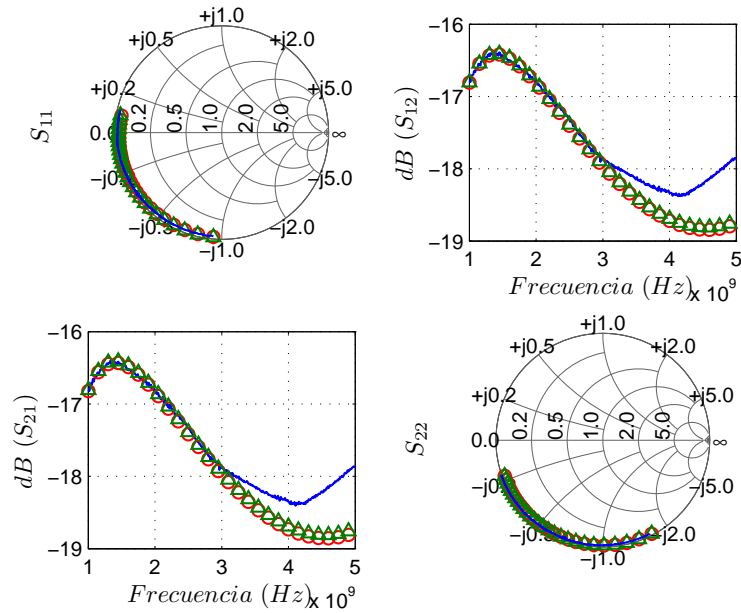 S11
+j1.0
+j0.5
+j2.0
+j0.2
+j5.0
0.0
0.2
0.5
1.0
2.0
5.0
∞
−j0.2
−j5.0
−j0.5
−j2.0
−j1.0
dB (S12)
−16
−17
−18
−19
1 2 3 4 5
x 10^9
Frecuencia (Hz)
dB (S21)
−16
−17
−18
−19
1 2 3 4 5
x 10^9
Frecuencia (Hz)
S22
+j1.0
+j0.5
+j2.0
+j0.2
+j5.0
0.0
0.2
0.5
1.0
2.0
5.0
∞
−j0
−j5.0
−j0.5
−j2.0
−j1.0